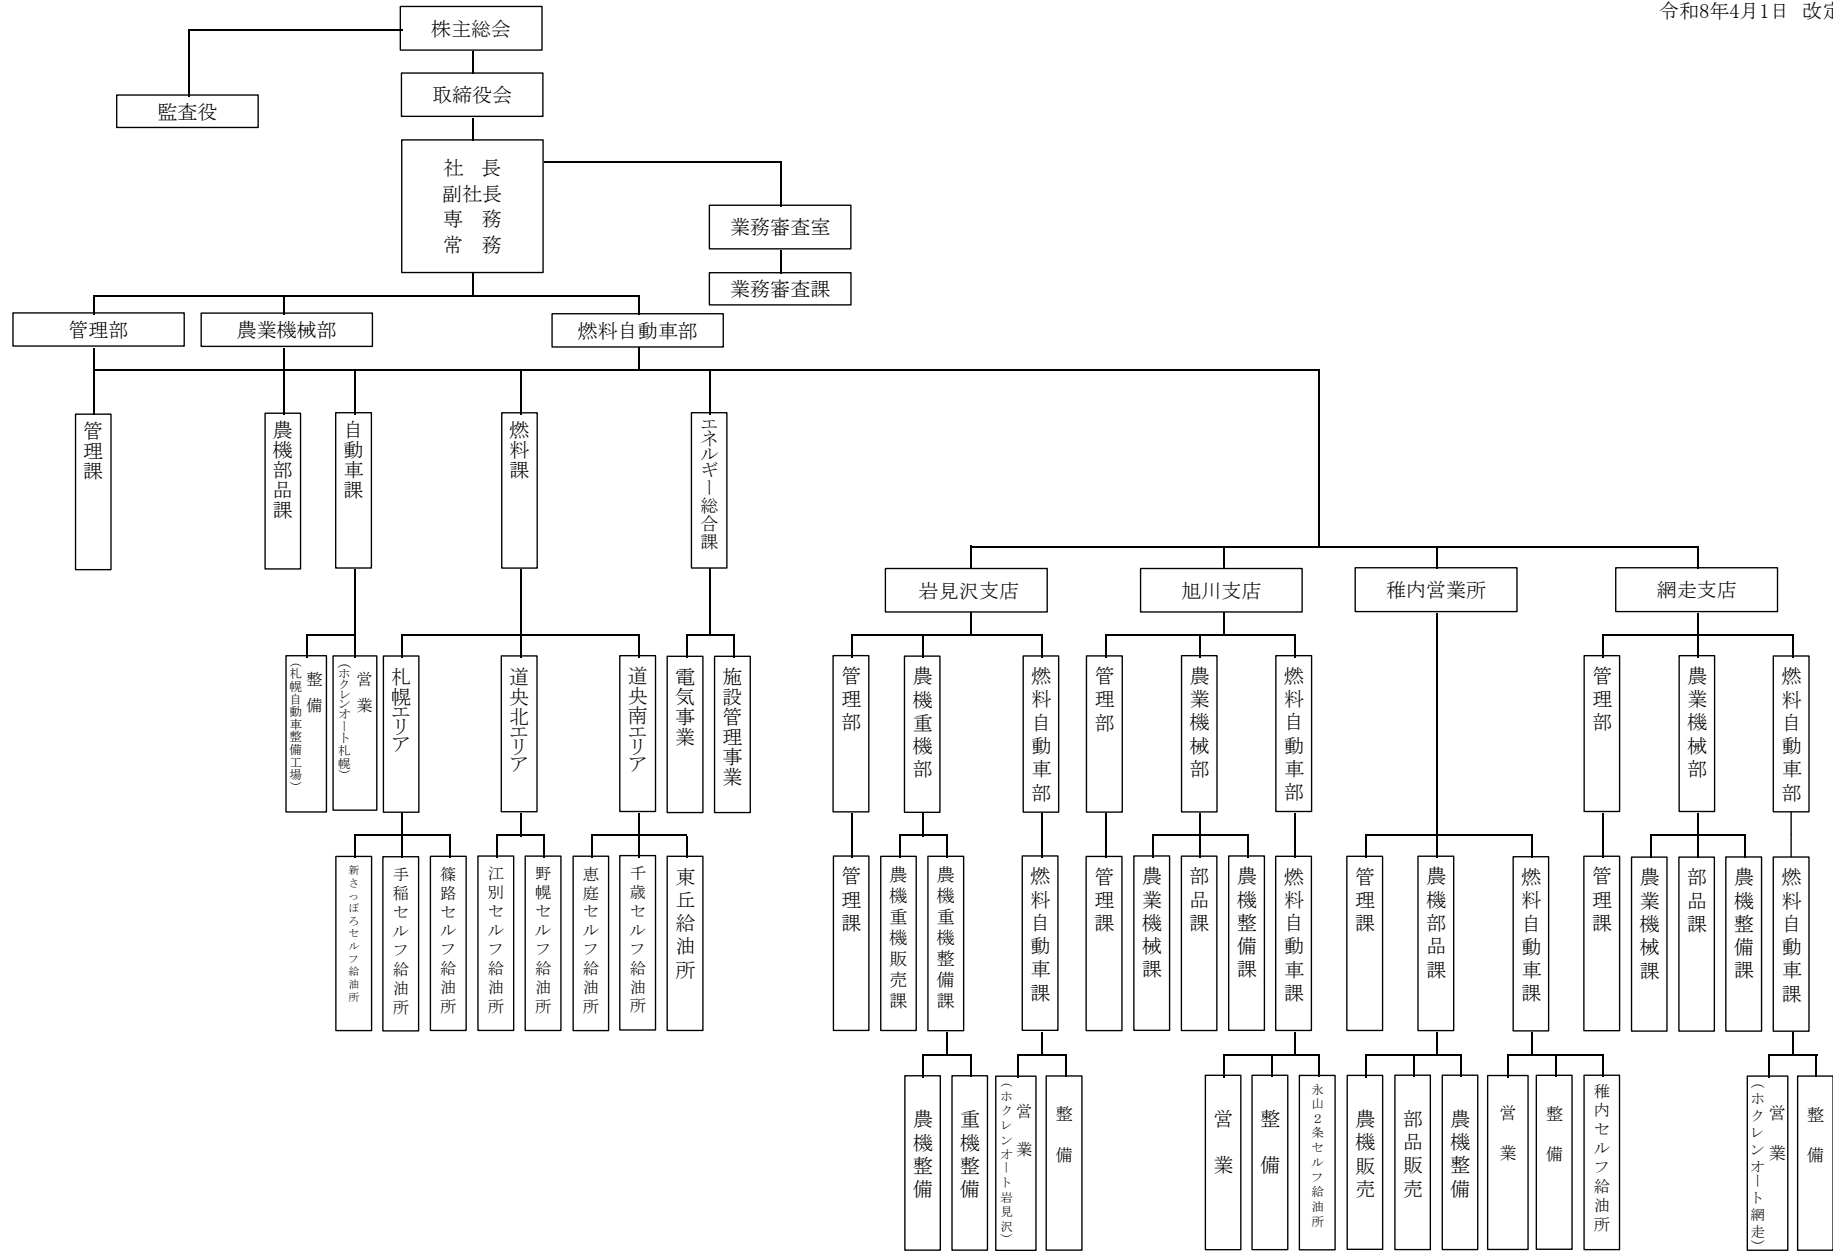 令和8年4月1日 改定
株主総会
取締役会
監査役
社 長
副社長
専 務
常 務
業務審査室
業務審査課
管理部
農業機械部
燃料自動車部
管理課
農機部品課
自動車課
燃料課
エネルギー総合課
岩見沢支店
旭川支店
稚内営業所
網走支店
整 備
(札幌自動車整備工場)
営 業
(ホクレンオート札幌)
札幌エリア
道央北エリア
道央南エリア
電気事業
施設管理事業
管理部
農機重機部
燃料自動車部
管理部
農業機械部
燃料自動車部
管理部
農業機械部
燃料自動車部
新さっぽろセルフ給油所
手稲セルフ給油所
篠路セルフ給油所
江別セルフ給油所
野幌セルフ給油所
恵庭セルフ給油所
千歳セルフ給油所
東丘給油所
管理課
農機重機販売課
農機重機整備課
燃料自動車課
管理課
農業機械課
部品課
農機整備課
燃料自動車課
管理課
農機部品課
燃料自動車課
管理課
農業機械課
部品課
農機整備課
燃料自動車課
農機整備
重機整備
営 業
(ホクレンオート岩見沢)
整 備
営 業
整 備
永山2条セルフ給油所
農機販売
部品販売
農機整備
営 業
整 備
稚内セルフ給油所
営 業
(ホクレンオート網走)
整 備